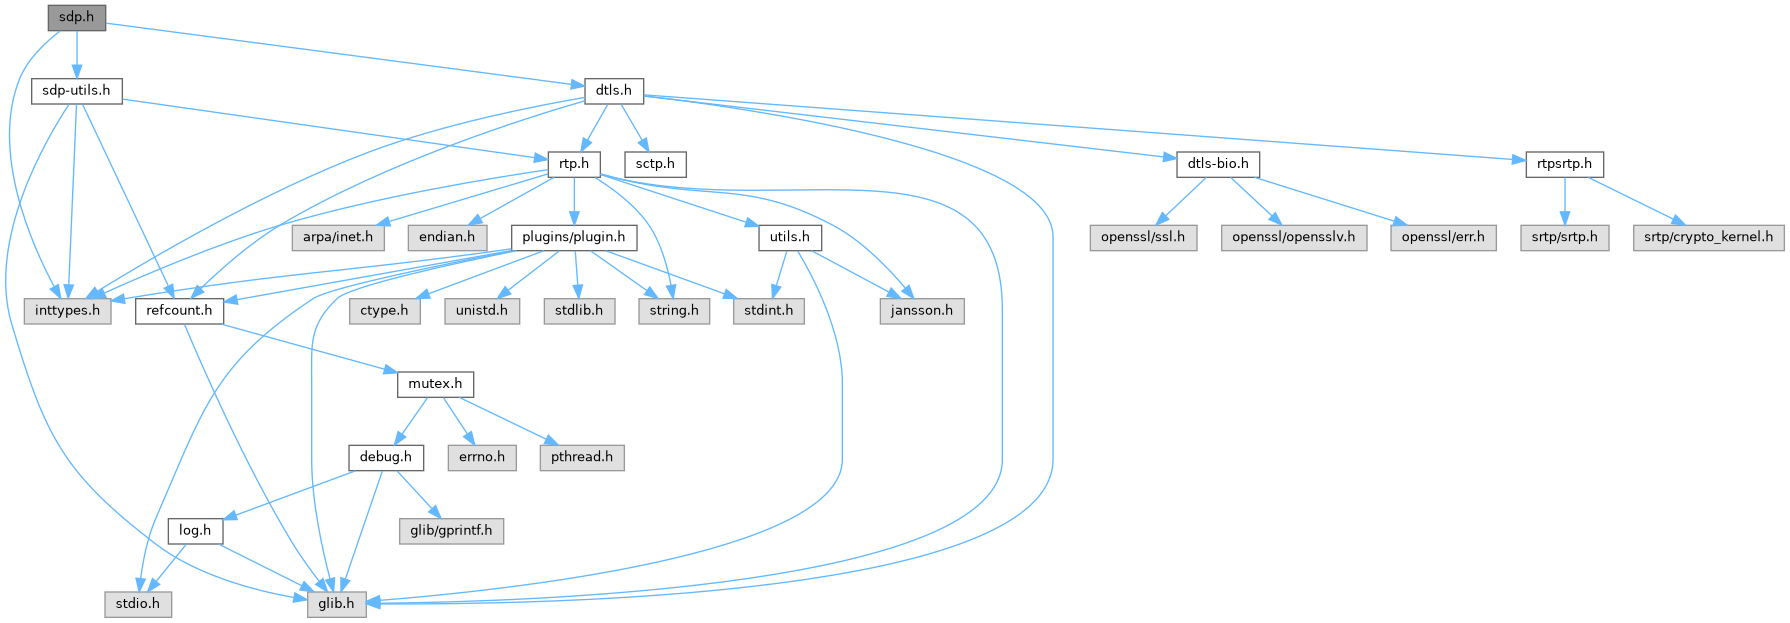 sdp.h
sdp-utils.h
dtls.h
rtp.h
sctp.h
dtls-bio.h
rtpsrtp.h
arpa/inet.h
endian.h
plugins/plugin.h
utils.h
openssl/ssl.h
openssl/opensslv.h
openssl/err.h
srtp/srtp.h
srtp/crypto_kernel.h
inttypes.h
refcount.h
ctype.h
unistd.h
stdlib.h
string.h
stdint.h
jansson.h
mutex.h
debug.h
errno.h
pthread.h
log.h
glib/gprintf.h
stdio.h
glib.h